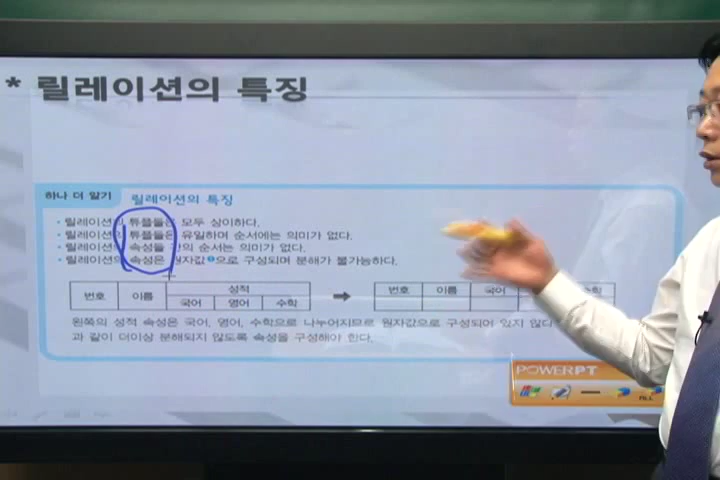 * 릴레이션의 특징
하나 더 알기
릴레이션의 특징
· 릴레이션의 튜플들은 모두 상이하다.
· 릴레이션의 튜플들은 유일하며 순서에는 의미가 없다.
· 릴레이션의 속성들 간의 순서는 의미가 없다.
· 릴레이션의 속성은 원자값으로 구성되며 분해가 불가능하다.
번호 이름 성적
국어 영어 수학
번호 이름 국어 수학
왼쪽의 성적 속성은 국어, 영어, 수학으로 나누어지므로 원자값으로 구성되어 있지 않다
과 같이 더이상 분해되지 않도록 속성을 구성해야 한다.
POWERPT
ALL